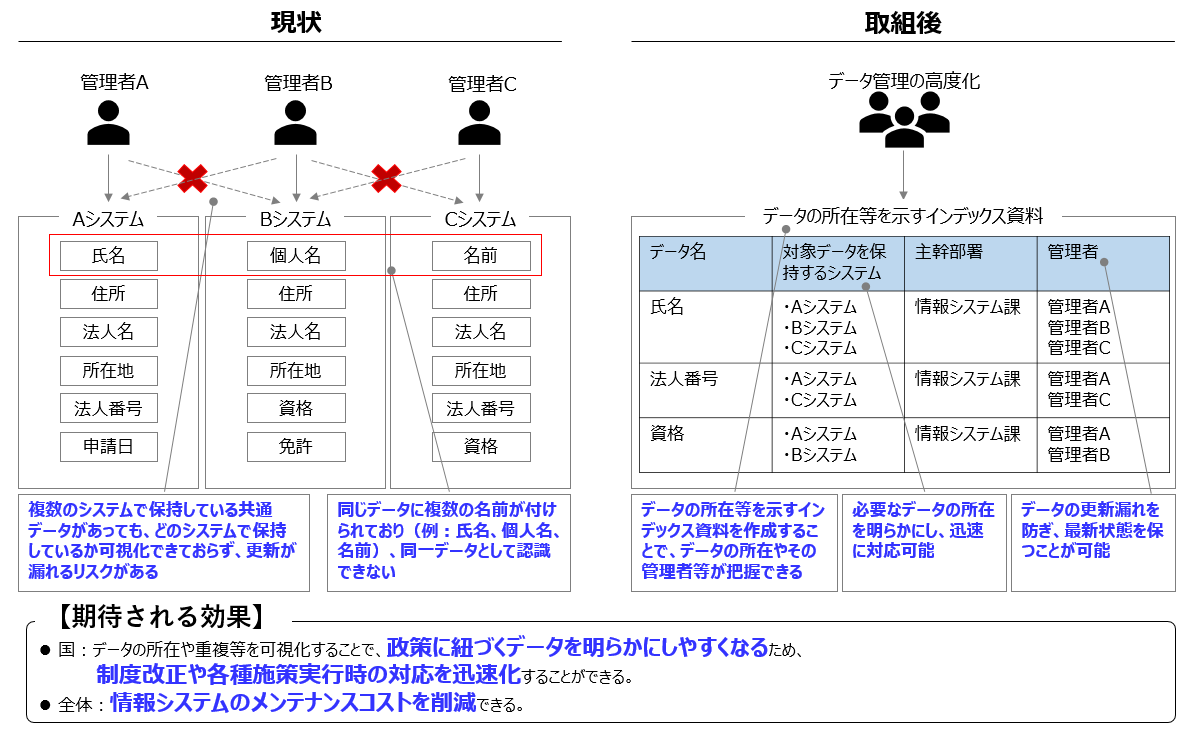 現状
管理者A
管理者B
管理者C
Aシステム
Bシステム
Cシステム
氏名
個人名
名前
住所
住所
住所
法人名
法人名
法人名
所在地
所在地
所在地
法人番号
資格
法人番号
申請日
免許
資格
複数のシステムで保持している共通
データがあっても、どのシステムで保持
しているか可視化できておらず、更新が
漏れるリスクがある
同じデータに複数の名前が付け
られており（例：氏名、個人名、
名前）、同一データとして認識
できない
取組後
データ管理の高度化
データの所在等を示すインデックス資料
データ名
対象データを保
持するシステム
主幹部署
管理者
氏名
・Aシステム
・Bシステム
・Cシステム
情報システム課
管理者A
管理者B
管理者C
法人番号
・Aシステム
・Cシステム
情報システム課
管理者A
管理者C
資格
・Aシステム
・Bシステム
情報システム課
管理者A
管理者B
データの所在等を示すイン
デックス資料を作成するこ
とで、データの所在やその
管理者等が把握できる
必要なデータの所在
を明らかにし、迅速
に対応可能
データの更新漏れを
防ぎ、最新状態を保
つことが可能
【期待される効果】
● 国：データの所在や重複等を可視化することで、政策に紐づくデータを明らかにしやすくなるため、
制度改正や各種施策実行時の対応を迅速化することができる。
● 全体：情報システムのメンテナンスコストを削減できる。